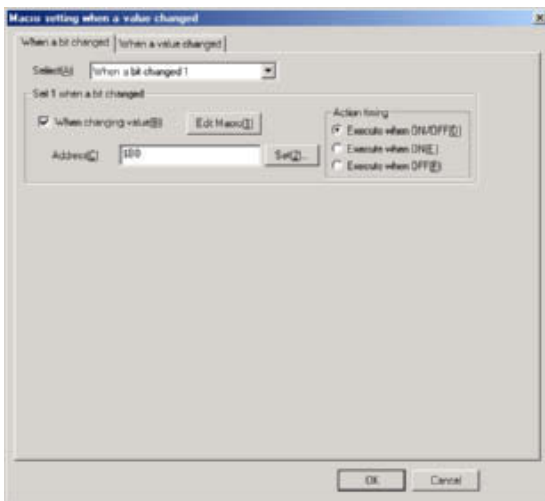 Macro setting when a value changed
When a bit changed When a value changed
Select(A) When a bit changed 1
Set 1 when a bit changed
When changing value(B) Edit Macro(1)
Address(C) Set(2)...
Action timing
Execute when ON/OFF(D)
Execute when ON(E)
Execute when OFF(F)
OK Cancel